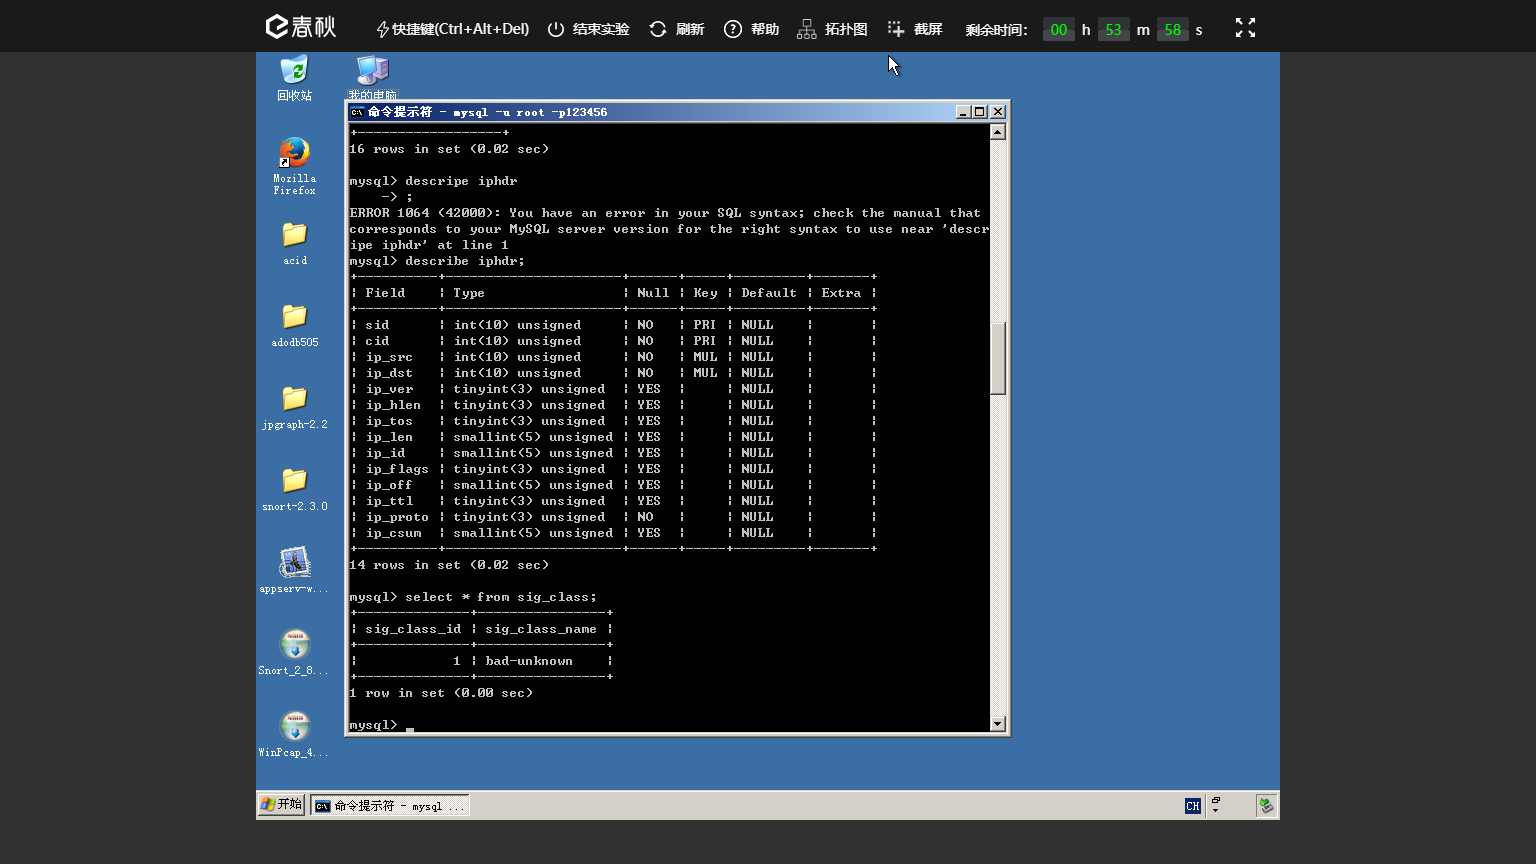 e春秋 快捷键(Ctrl+Alt+Del) 结束实验 刷新 帮助 拓扑图 截屏 剩余时间: 00 h 53 m 58 s
回收站
我的电脑
Mozilla
Firefox
acid
adodb505
jpgraph-2.2
snort-2.3.0
appserv-w...
Snort_2_8...
WinPcap_4...
命令提示符 - mysql -u root -p123456
+------------------+
16 rows in set (0.02 sec)
mysql> descripe iphdr
    -> ;
ERROR 1064 (42000): You have an error in your SQL syntax; check the manual that
corresponds to your MySQL server version for the right syntax to use near 'descr
ipe iphdr' at line 1
mysql> describe iphdr;
+----------+----------------------+------+-----+---------+-------+
| Field    | Type                 | Null | Key | Default | Extra |
+----------+----------------------+------+-----+---------+-------+
| sid      | int(10) unsigned     | NO   | PRI | NULL    |       |
| cid      | int(10) unsigned     | NO   | PRI | NULL    |       |
| ip_src   | int(10) unsigned     | NO   | MUL | NULL    |       |
| ip_dst   | int(10) unsigned     | NO   | MUL | NULL    |       |
| ip_ver   | tinyint(3) unsigned  | YES  |     | NULL    |       |
| ip_hlen  | tinyint(3) unsigned  | YES  |     | NULL    |       |
| ip_tos   | tinyint(3) unsigned  | YES  |     | NULL    |       |
| ip_len   | smallint(5) unsigned | YES  |     | NULL    |       |
| ip_id    | smallint(5) unsigned | YES  |     | NULL    |       |
| ip_flags | tinyint(3) unsigned  | YES  |     | NULL    |       |
| ip_off   | smallint(5) unsigned | YES  |     | NULL    |       |
| ip_ttl   | tinyint(3) unsigned  | YES  |     | NULL    |       |
| ip_proto | tinyint(3) unsigned  | NO   |     | NULL    |       |
| ip_csum  | smallint(5) unsigned | YES  |     | NULL    |       |
+----------+----------------------+------+-----+---------+-------+
14 rows in set (0.02 sec)
mysql> select * from sig_class;
+--------------+----------------+
| sig_class_id | sig_class_name |
+--------------+----------------+
|            1 | bad-unknown    |
+--------------+----------------+
1 row in set (0.00 sec)
mysql>
开始 命令提示符 - mysql ... CH